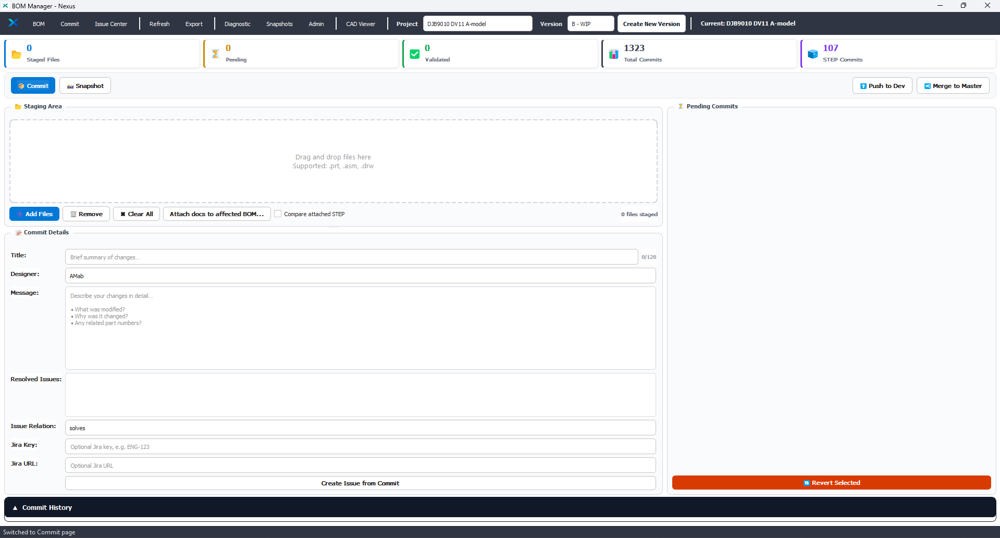 BOM Manager - Nexus
BOM Commit Issue Center Refresh Export Diagnostic Snapshots Admin CAD Viewer Project DJB9010 DV11 A-model Version B - WIP Create New Version Current: DJB9010 DV11 A-model
0
Staged Files
0
Pending
0
Validated
1323
Total Commits
107
STEP Commits
Commit Snapshot Push to Dev Merge to Master
Staging Area
Drag and drop files here
Supported: .prt, .asm, .drw
Add Files Remove Clear All Attach docs to affected BOM... Compare attached STEP 0 files staged
Commit Details
Title: Brief summary of changes... 0/120
Designer: AMab
Message: Describe your changes in detail...
• What was modified?
• Why was it changed?
• Any related part numbers?
Resolved Issues:
Issue Relation: solves
Jira Key: Optional Jira key, e.g. ENG-123
Jira URL: Optional Jira URL
Create Issue from Commit
Pending Commits
Revert Selected
▲ Commit History
Switched to Commit page